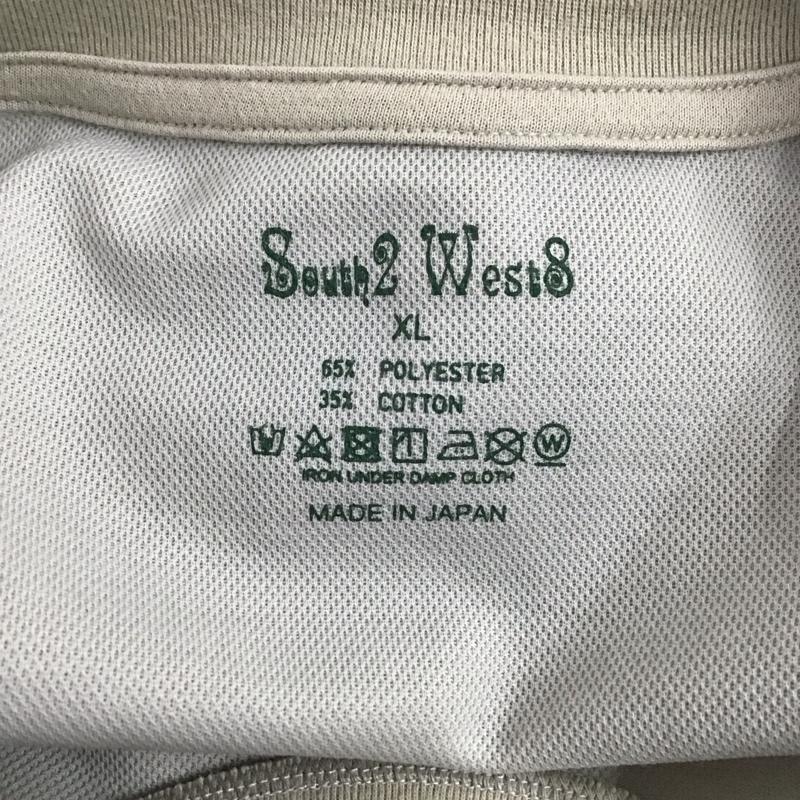 South2 West8
XL
65% POLYESTER
35% COTTON
W
IRON UNDER DAMP CLOTH
MADE IN JAPAN